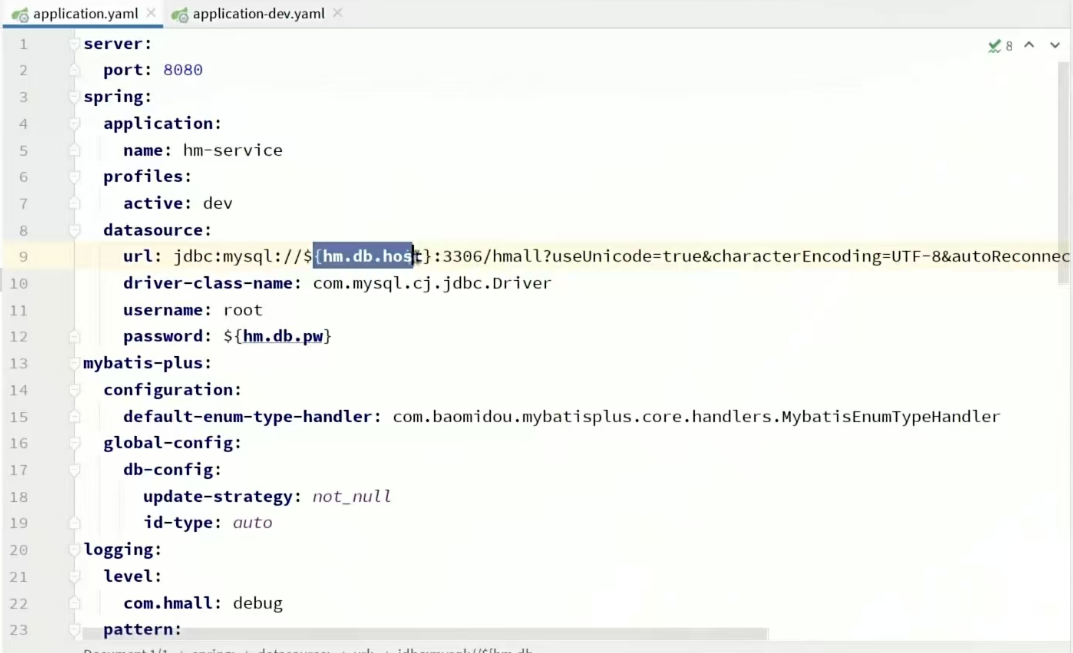 application.yaml application-dev.yaml
8
1 server:
2   port: 8080
3 spring:
4   application:
5     name: hm-service
6   profiles:
7     active: dev
8   datasource:
9     url: jdbc:mysql://${hm.db.host}:3306/hmall?useUnicode=true&characterEncoding=UTF-8&autoReconnec
10     driver-class-name: com.mysql.cj.jdbc.Driver
11     username: root
12     password: ${hm.db.pw}
13 mybatis-plus:
14   configuration:
15     default-enum-type-handler: com.baomidou.mybatisplus.core.handlers.MybatisEnumTypeHandler
16   global-config:
17     db-config:
18       update-strategy: not_null
19       id-type: auto
20 logging:
21   level:
22     com.hmall: debug
23   pattern: